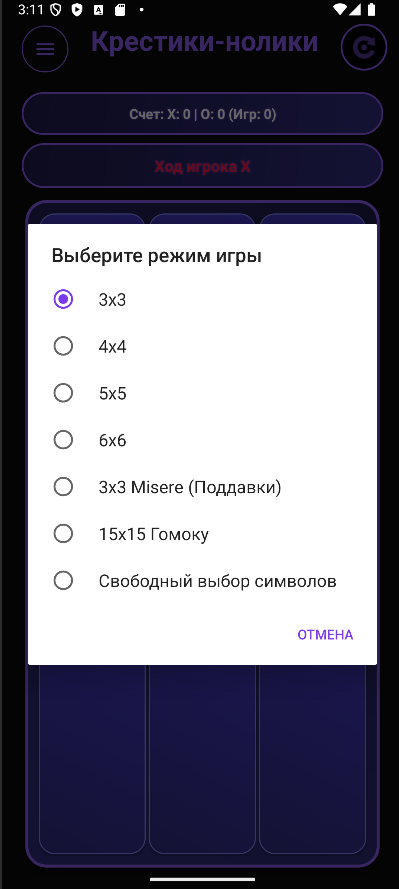 3:11
Крестики-нолики
Счет: X: 0 | O: 0 (Игр: 0)
Ход игрока X
Выберите режим игры
3x3
4x4
5x5
6x6
3x3 Misere (Поддавки)
15x15 Гомоку
Свободный выбор символов
ОТМЕНА